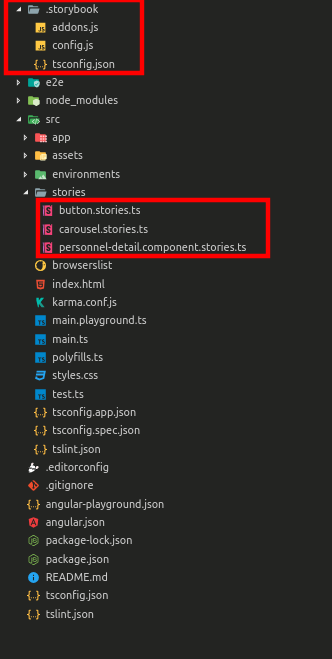 .storybook
addons.js
config.js
tsconfig.json
e2e
node_modules
src
app
assets
environments
stories
button.stories.ts
carousel.stories.ts
personnel-detail.component.stories.ts
browserslist
index.html
karma.conf.js
main.playground.ts
main.ts
polyfills.ts
styles.css
test.ts
tsconfig.app.json
tsconfig.spec.json
tslint.json
.editorconfig
.gitignore
angular-playground.json
angular.json
package-lock.json
package.json
README.md
tsconfig.json
tslint.json